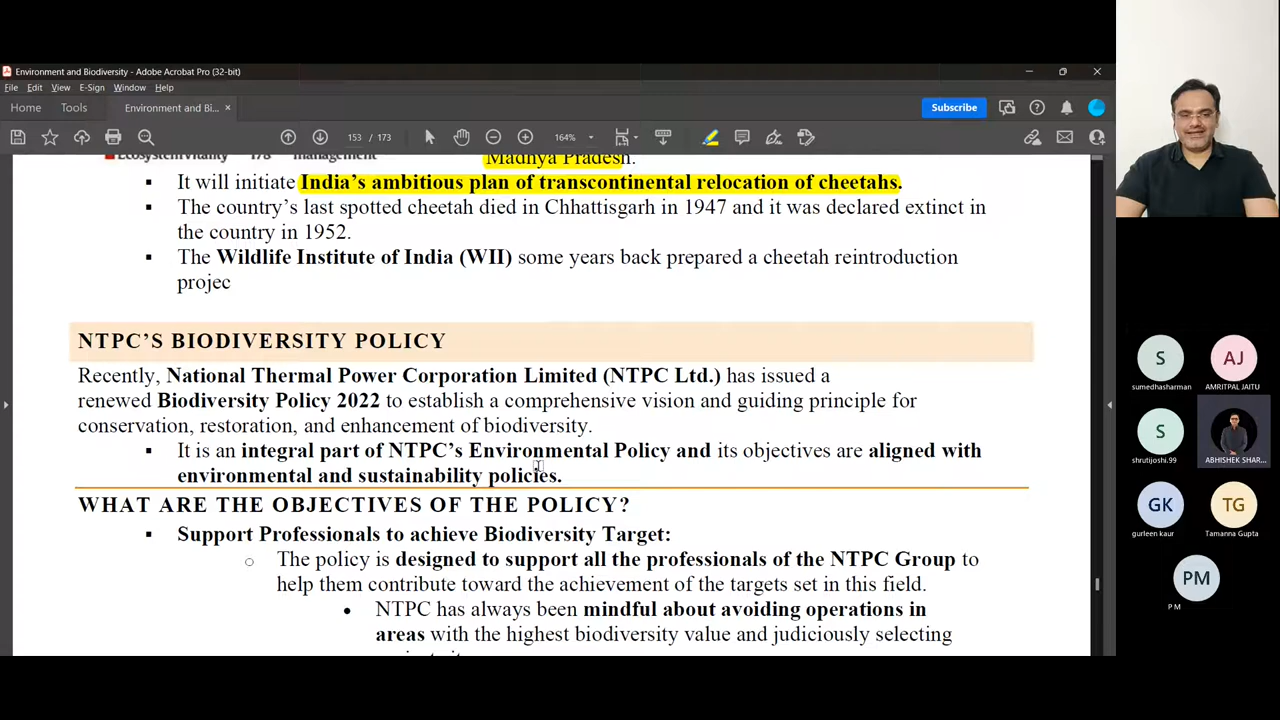 Environment and Biodiversity - Adobe Acrobat Pro (32-bit)
File Edit View E-Sign Window Help
Home Tools Environment and Bi... × Subscribe
153 / 173 164%
EcosystemVitality 178 management Madhya Pradesh.
▪ It will initiate India's ambitious plan of transcontinental relocation of cheetahs.
▪ The country's last spotted cheetah died in Chhattisgarh in 1947 and it was declared extinct in
the country in 1952.
▪ The Wildlife Institute of India (WII) some years back prepared a cheetah reintroduction
projec
NTPC'S BIODIVERSITY POLICY
Recently, National Thermal Power Corporation Limited (NTPC Ltd.) has issued a
renewed Biodiversity Policy 2022 to establish a comprehensive vision and guiding principle for
conservation, restoration, and enhancement of biodiversity.
▪ It is an integral part of NTPC's Environmental Policy and its objectives are aligned with
environmental and sustainability policies.
WHAT ARE THE OBJECTIVES OF THE POLICY?
▪ Support Professionals to achieve Biodiversity Target:
○ The policy is designed to support all the professionals of the NTPC Group to
help them contribute toward the achievement of the targets set in this field.
• NTPC has always been mindful about avoiding operations in
areas with the highest biodiversity value and judiciously selecting
S AJ
sumedhasharman AMRITPAL JAITU
S
shrutijoshi.99 ABHISHEK SHAR...
GK TG
gurleen kaur Tamanna Gupta
PM
P M